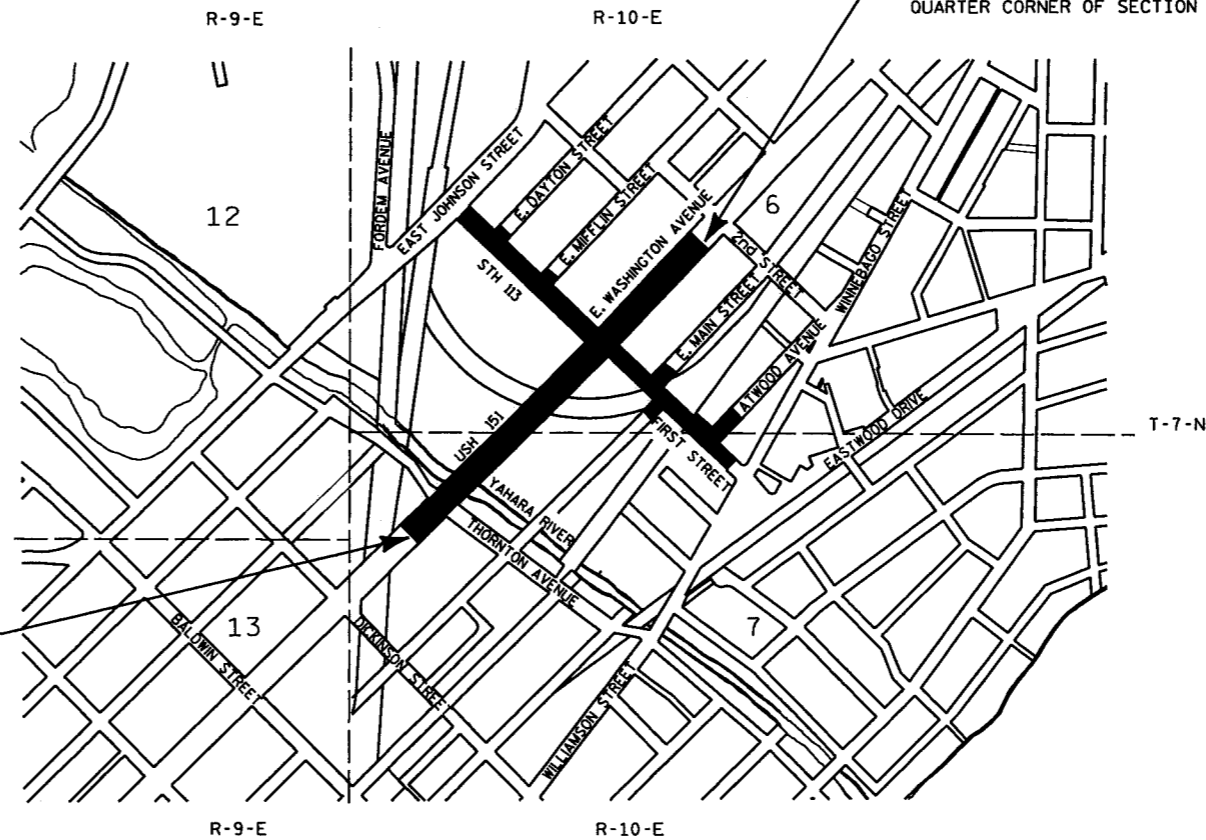 QUARTER CORNER OF SECTION
R-9-E
R-10-E
FORDEM AVENUE
EAST JOHNSON STREET
E. DAYTON STREET
E. MIFFLIN STREET
E. WASHINGTON AVENUE
6
12
2nd STREET
WINNEBAGO STREET
STH 113
E. MAIN STREET
ATWOOD AVENUE
EASTWOOD DRIVE
USH 151
FIRST STREET
T-7-N
YAHARA RIVER
THORNTON AVENUE
13
7
BALDWIN STREET
DICKINSON STREET
WILLIAMSON STREET
R-9-E
R-10-E